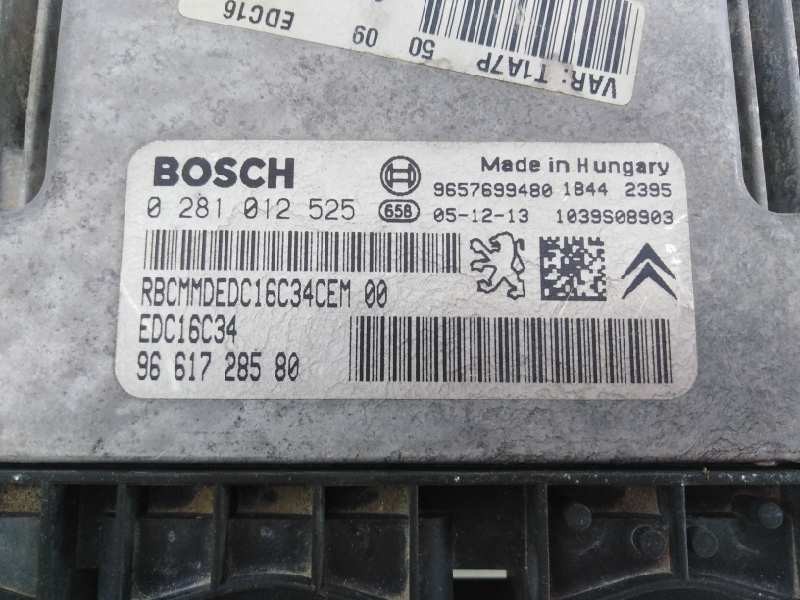 EDC16
09
50
VAR: T1A7P
BOSCH
Made in Hungary
9657699480 1844 2395
0 281 012 525
658
05-12-13 1039S08903
RBCMMDEDC16C34CEM 00
EDC16C34
96 617 285 80